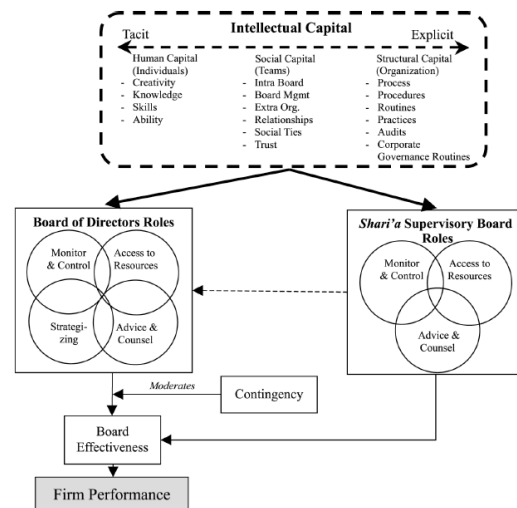 Intellectual Capital
Tacit
Explicit
Human Capital
(Individuals)
- Creativity
- Knowledge
- Skills
- Ability
Social Capital
(Teams)
- Intra Board
- Board Mgmt
- Extra Org.
- Relationships
- Social Ties
- Trust
Structural Capital
(Organization)
- Process
- Procedures
- Routines
- Practices
- Audits
- Corporate
Governance Routines
Board of Directors Roles
Monitor
& Control
Access to
Resources
Strategi-
zing
Advice &
Counsel
Shari'a Supervisory Board
Roles
Monitor
& Control
Access to
Resources
Advice &
Counsel
Moderates
Contingency
Board
Effectiveness
Firm Performance